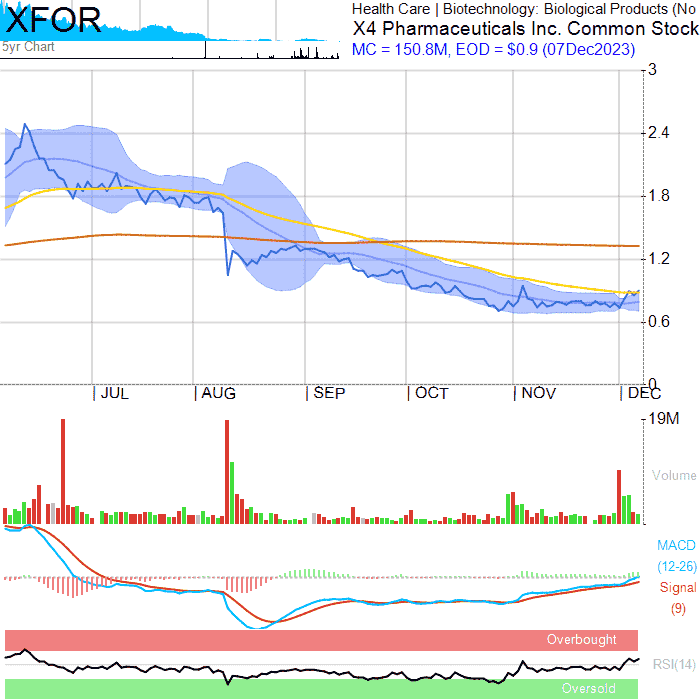 XFOR
5yr Chart
Health Care | Biotechnology: Biological Products (No
X4 Pharmaceuticals Inc. Common Stock
MC = 150.8M, EOD = $0.9 (07Dec2023)
3
2.4
1.8
1.2
0.6
0
JUL
AUG
SEP
OCT
NOV
DEC
19M
Volume
MACD
(12-26)
Signal
(9)
Overbought
RSI(14)
Oversold